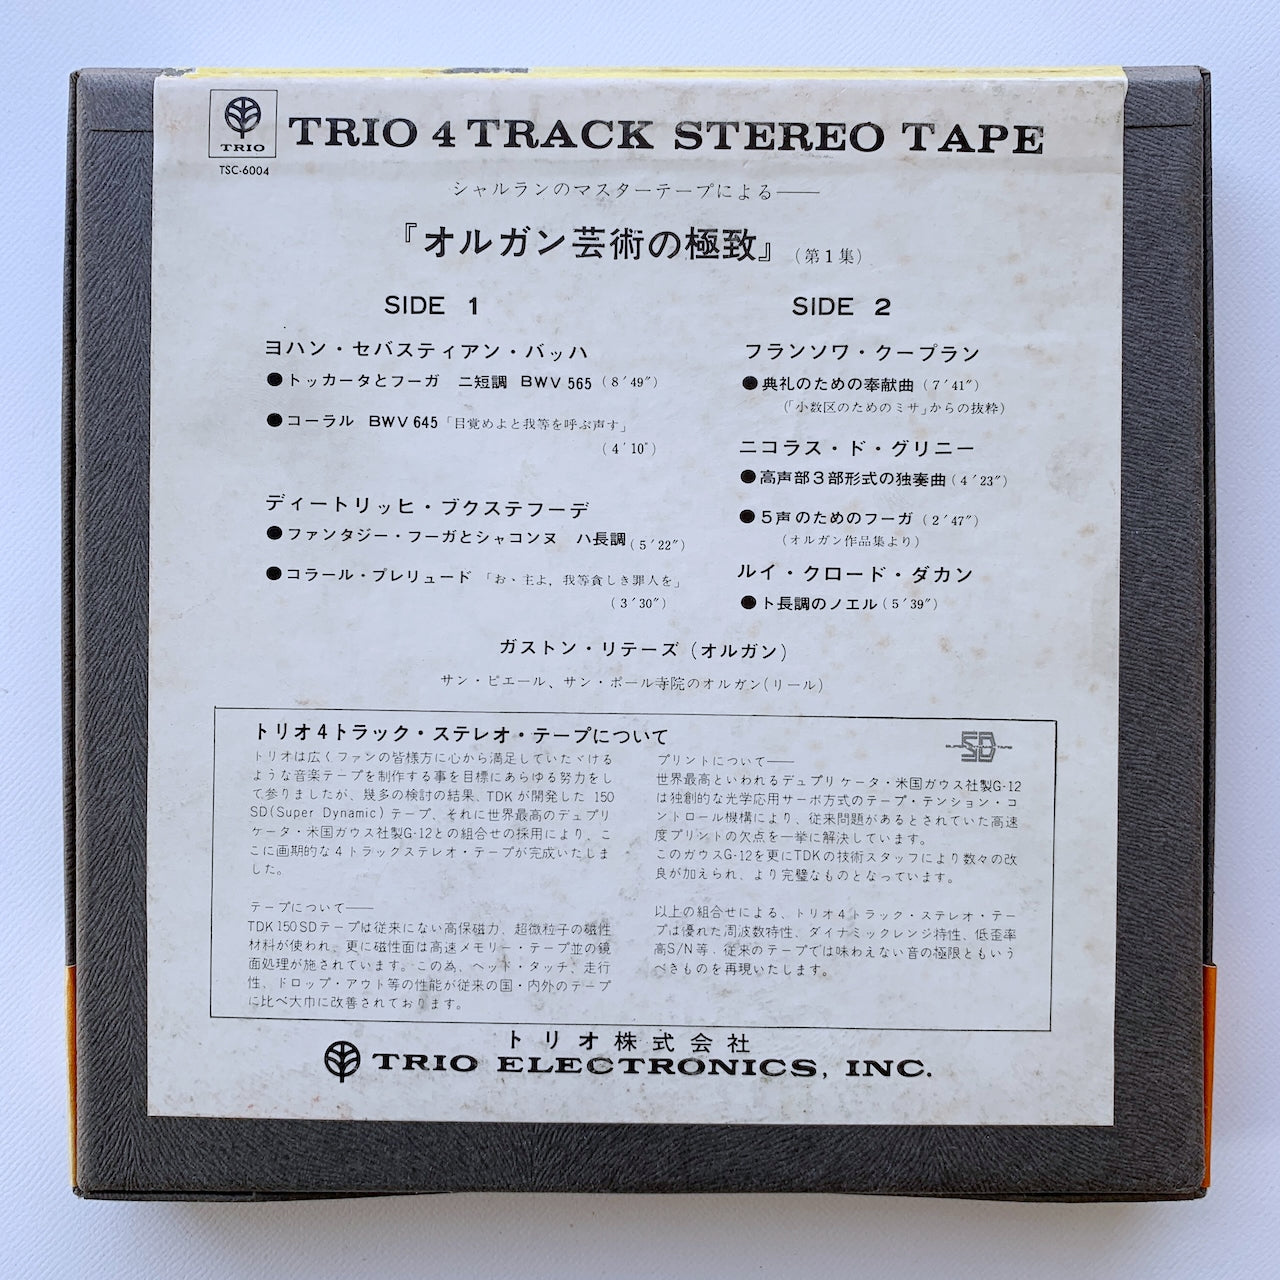 TRIO
TSC-6004
TRIO 4 TRACK STEREO TAPE
シャルランのマスターテープによる——
『オルガン芸術の極致』(第1集)
SIDE 1
ヨハン・セバスティアン・バッハ
●トッカータとフーガ ニ短調 BWV 565 (8′49″)
●コーラル BWV 645「目覚めよと我等を呼ぶ声す」
(4′10″)
ディートリッヒ・ブクステフーデ
●ファンタジー・フーガとシャコンヌ ハ長調(5′22″)
●コラール・プレリュード 「お、主よ、我等貪しき罪人を」
(3′30″)
SIDE 2
フランソワ・クープラン
●典礼のための奉献曲(7′41″)
(「小数区のためのミサ」からの抜粋)
ニコラス・ド・グリニー
●高声部3部形式の独奏曲(4′23″)
●5声のためのフーガ(2′47″)
(オルガン作品集より)
ルイ・クロード・ダカン
●ト長調のノエル(5′39″)
ガストン・リテーズ(オルガン)
サン・ピエール、サン・ポール寺院のオルガン(リール)
トリオ4トラック・ステレオ・テープについて
SD
トリオは広くファンの皆様方に心から満足していたヾける
ような音楽テープを制作する事を目標にあらゆる努力をし
て参りましたが、幾多の検討の結果、TDKが開発した 150
SD(Super Dynamic)テープ、それに世界最高のデュプリ
ケータ・米国ガウス社製G-12との組合せの採用により、こ
こに画期的な4トラックステレオ・テープが完成いたしま
した。
テープについて——
TDK150SDテープは従来にない高保磁力、超微粒子の磁性
材料が使われ、更に磁性面は高速メモリー・テープ並の鏡
面処理が施されています。この為、ヘッド・タッチ、走行
性、ドロップ・アウト等の性能が従来の国・内外のテープ
に比べ大巾に改善されております。
プリントについて——
世界最高といわれるデュプリケータ・米国ガウス社製G-12
は独創的な光学応用サーボ方式のテープ・テンション・コ
ントロール機構により、従来問題があるとされていた高速
度プリントの欠点を一挙に解決しています。
このガウスG-12を更にTDKの技術スタッフにより数々の改
良が加えられ、より完璧なものとなっています。
以上の組合せによる、トリオ4トラック・ステレオ・テー
プは優れた周波数特性、ダイナミックレンジ特性、低歪率
高S/N等、従来のテープでは味わえない音の極限ともいう
べきものを再現いたします。
トリオ株式会社
TRIO ELECTRONICS, INC.